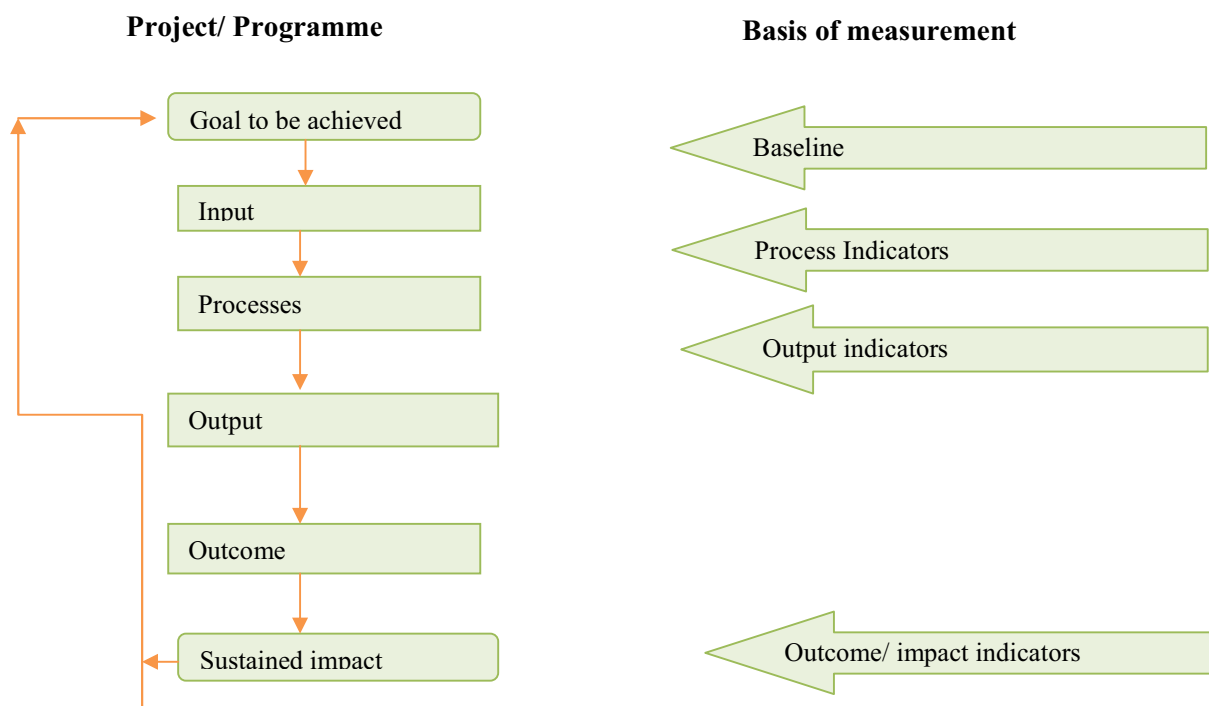 Project/ Programme
Basis of measurement
Goal to be achieved
Baseline
Input
Process Indicators
Processes
Output indicators
Output
Outcome
Sustained impact
Outcome/ impact indicators